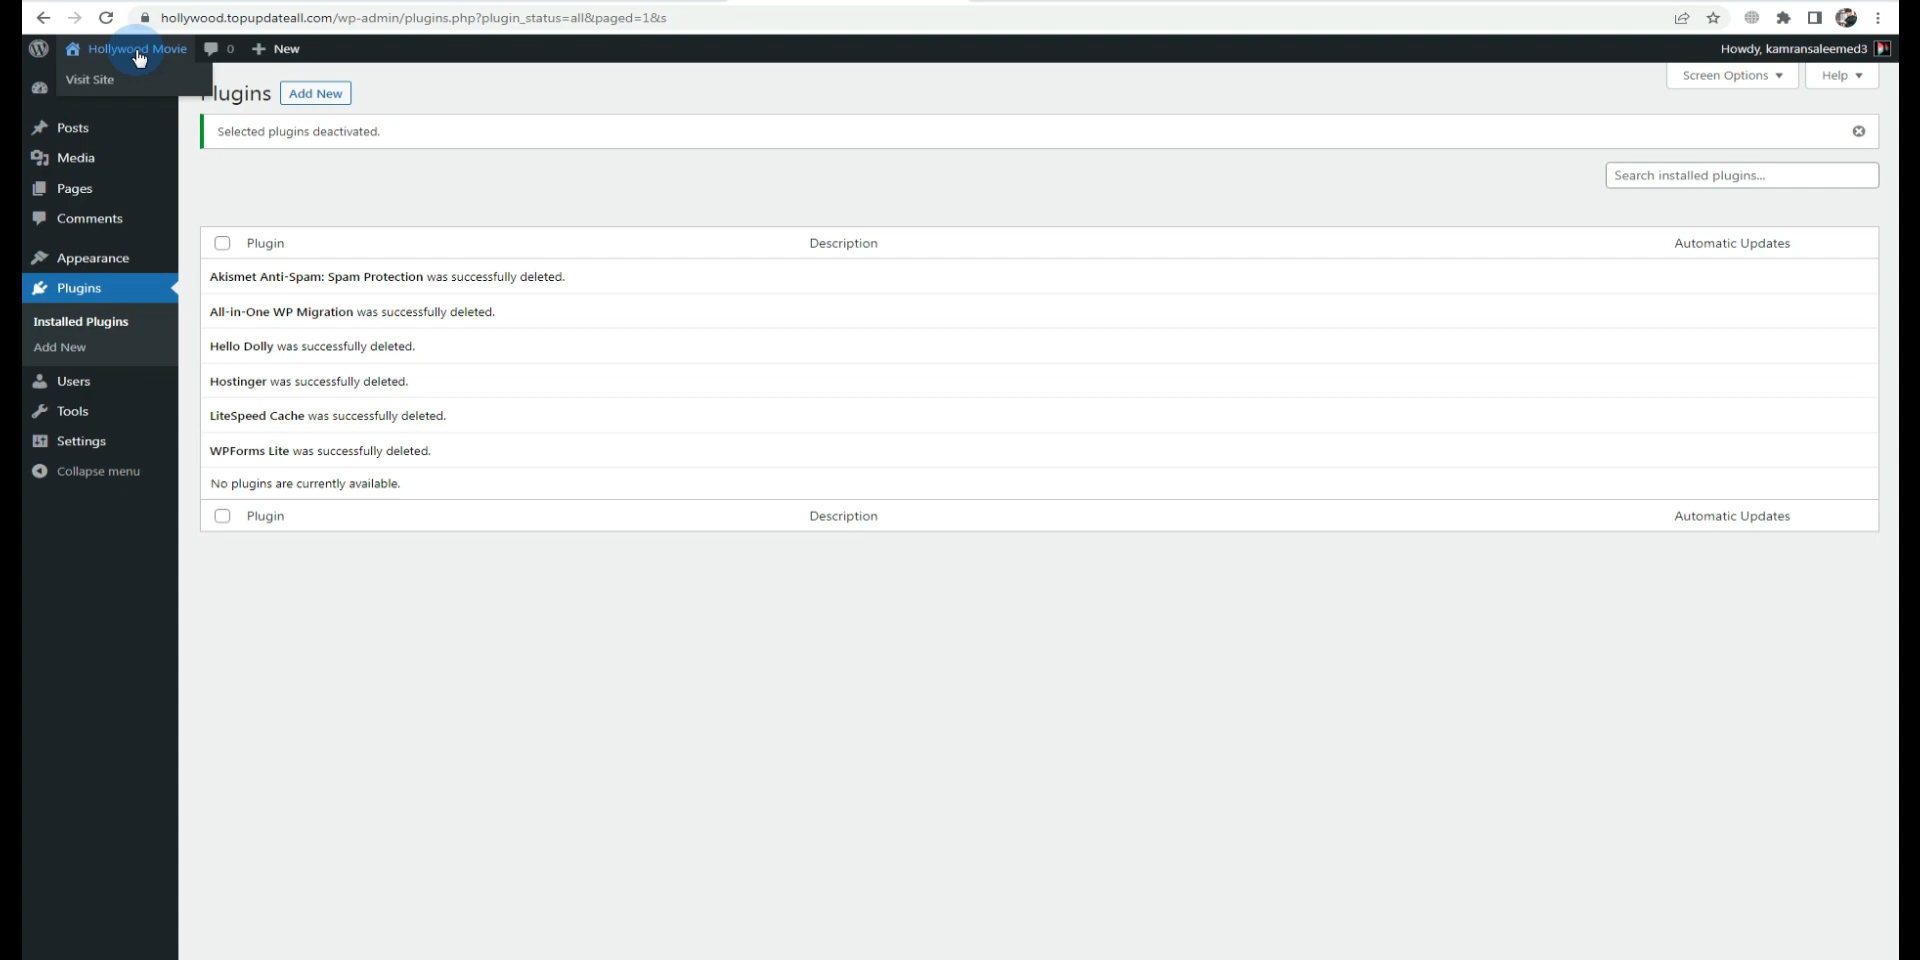 hollywood.topupdateall.com/wp-admin/plugins.php?plugin_status=all&paged=1&s
Hollywood Movie 0 New Howdy, kamransaleemed3
Visit Site
Screen Options Help
Plugins Add New
Selected plugins deactivated.
Search installed plugins...
Posts
Media
Pages
Comments
Appearance
Plugins
Installed Plugins
Add New
Users
Tools
Settings
Collapse menu
Plugin Description Automatic Updates
Akismet Anti-Spam: Spam Protection was successfully deleted.
All-in-One WP Migration was successfully deleted.
Hello Dolly was successfully deleted.
Hostinger was successfully deleted.
LiteSpeed Cache was successfully deleted.
WPForms Lite was successfully deleted.
No plugins are currently available.
Plugin Description Automatic Updates